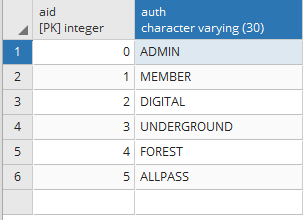 aid auth
[PK] integer character varying (30)
1 0 ADMIN
2 1 MEMBER
3 2 DIGITAL
4 3 UNDERGROUND
5 4 FOREST
6 5 ALLPASS